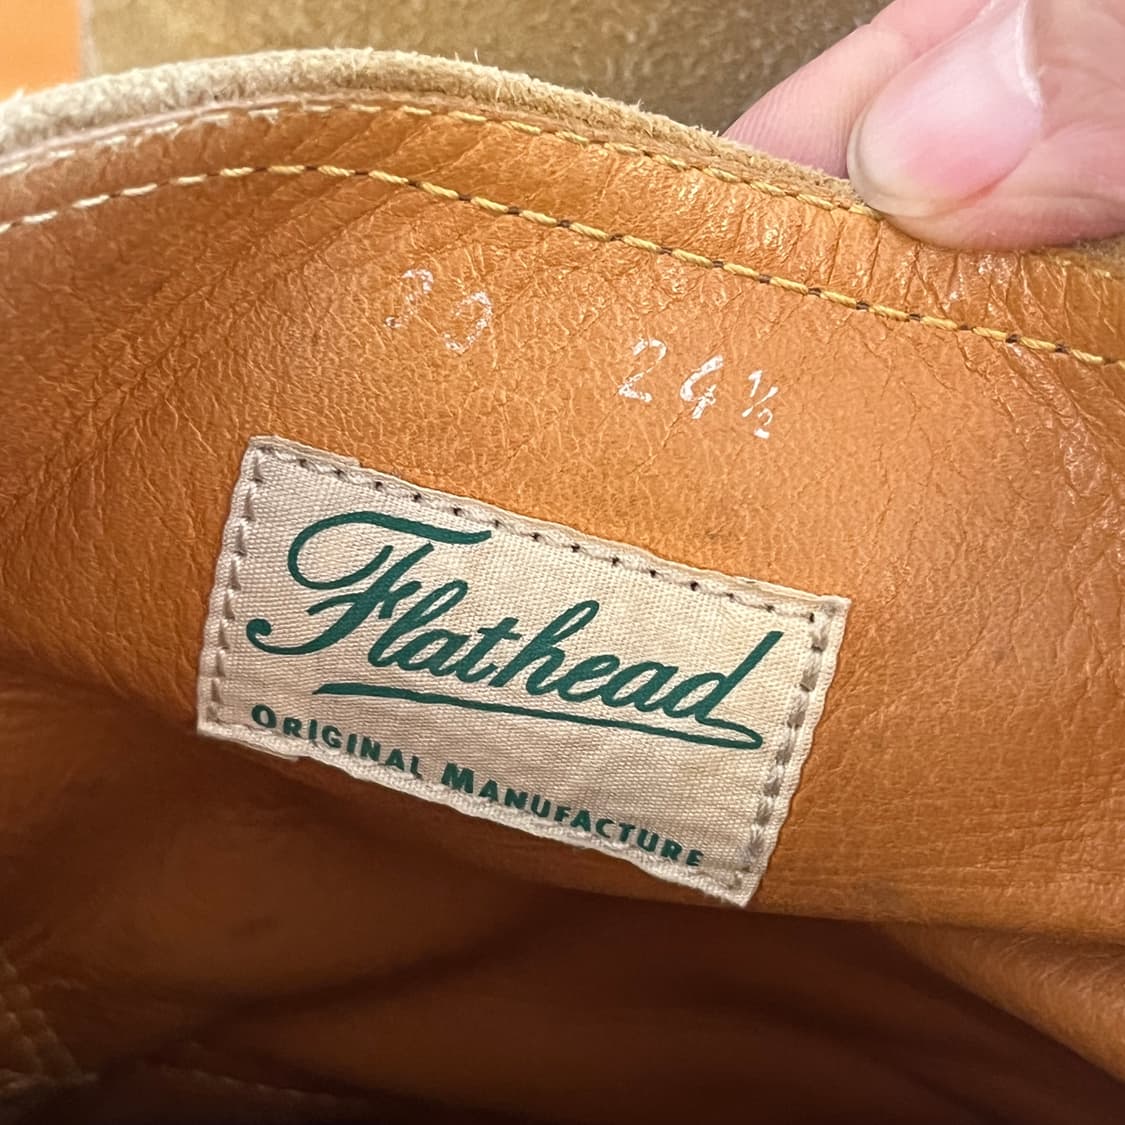 24½
Flathead
ORIGINAL MANUFACTURE